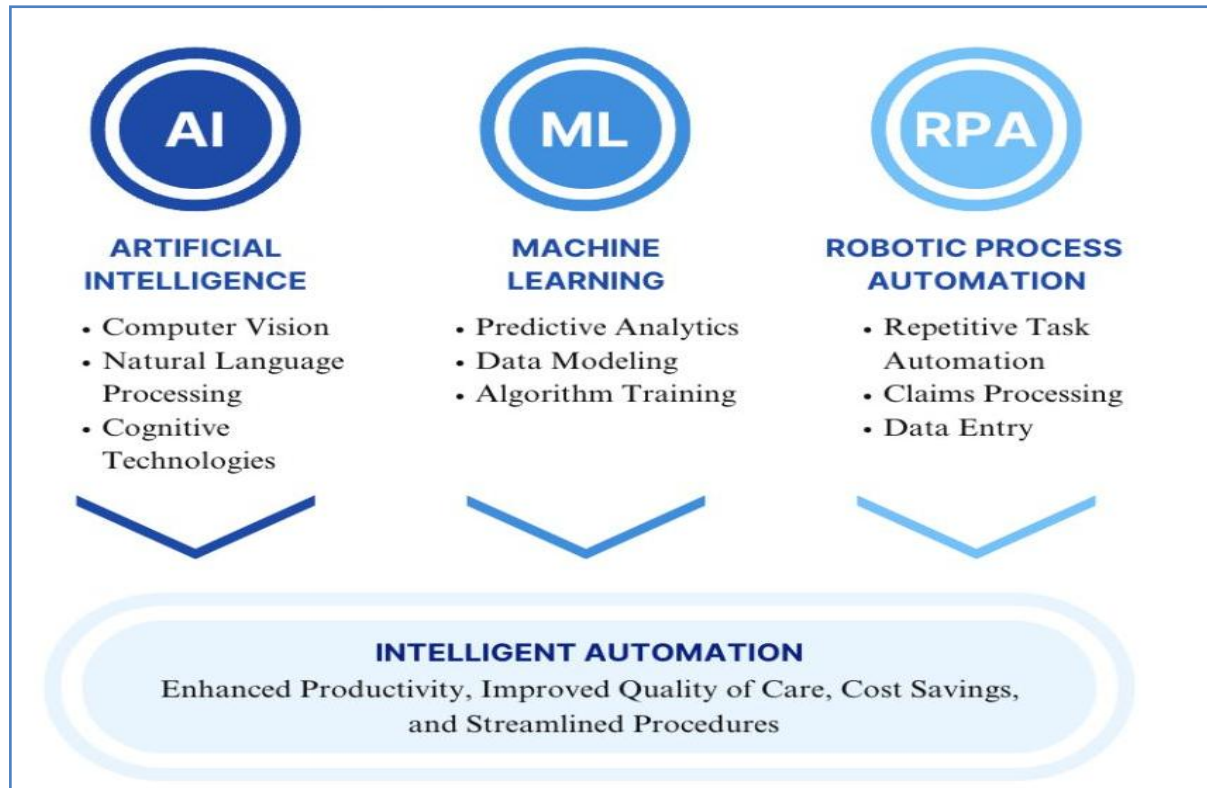 AI
ARTIFICIAL
INTELLIGENCE
• Computer Vision
• Natural Language
Processing
• Cognitive
Technologies
ML
MACHINE
LEARNING
• Predictive Analytics
• Data Modeling
• Algorithm Training
RPA
ROBOTIC PROCESS
AUTOMATION
• Repetitive Task
Automation
• Claims Processing
• Data Entry
INTELLIGENT AUTOMATION
Enhanced Productivity, Improved Quality of Care, Cost Savings,
and Streamlined Procedures